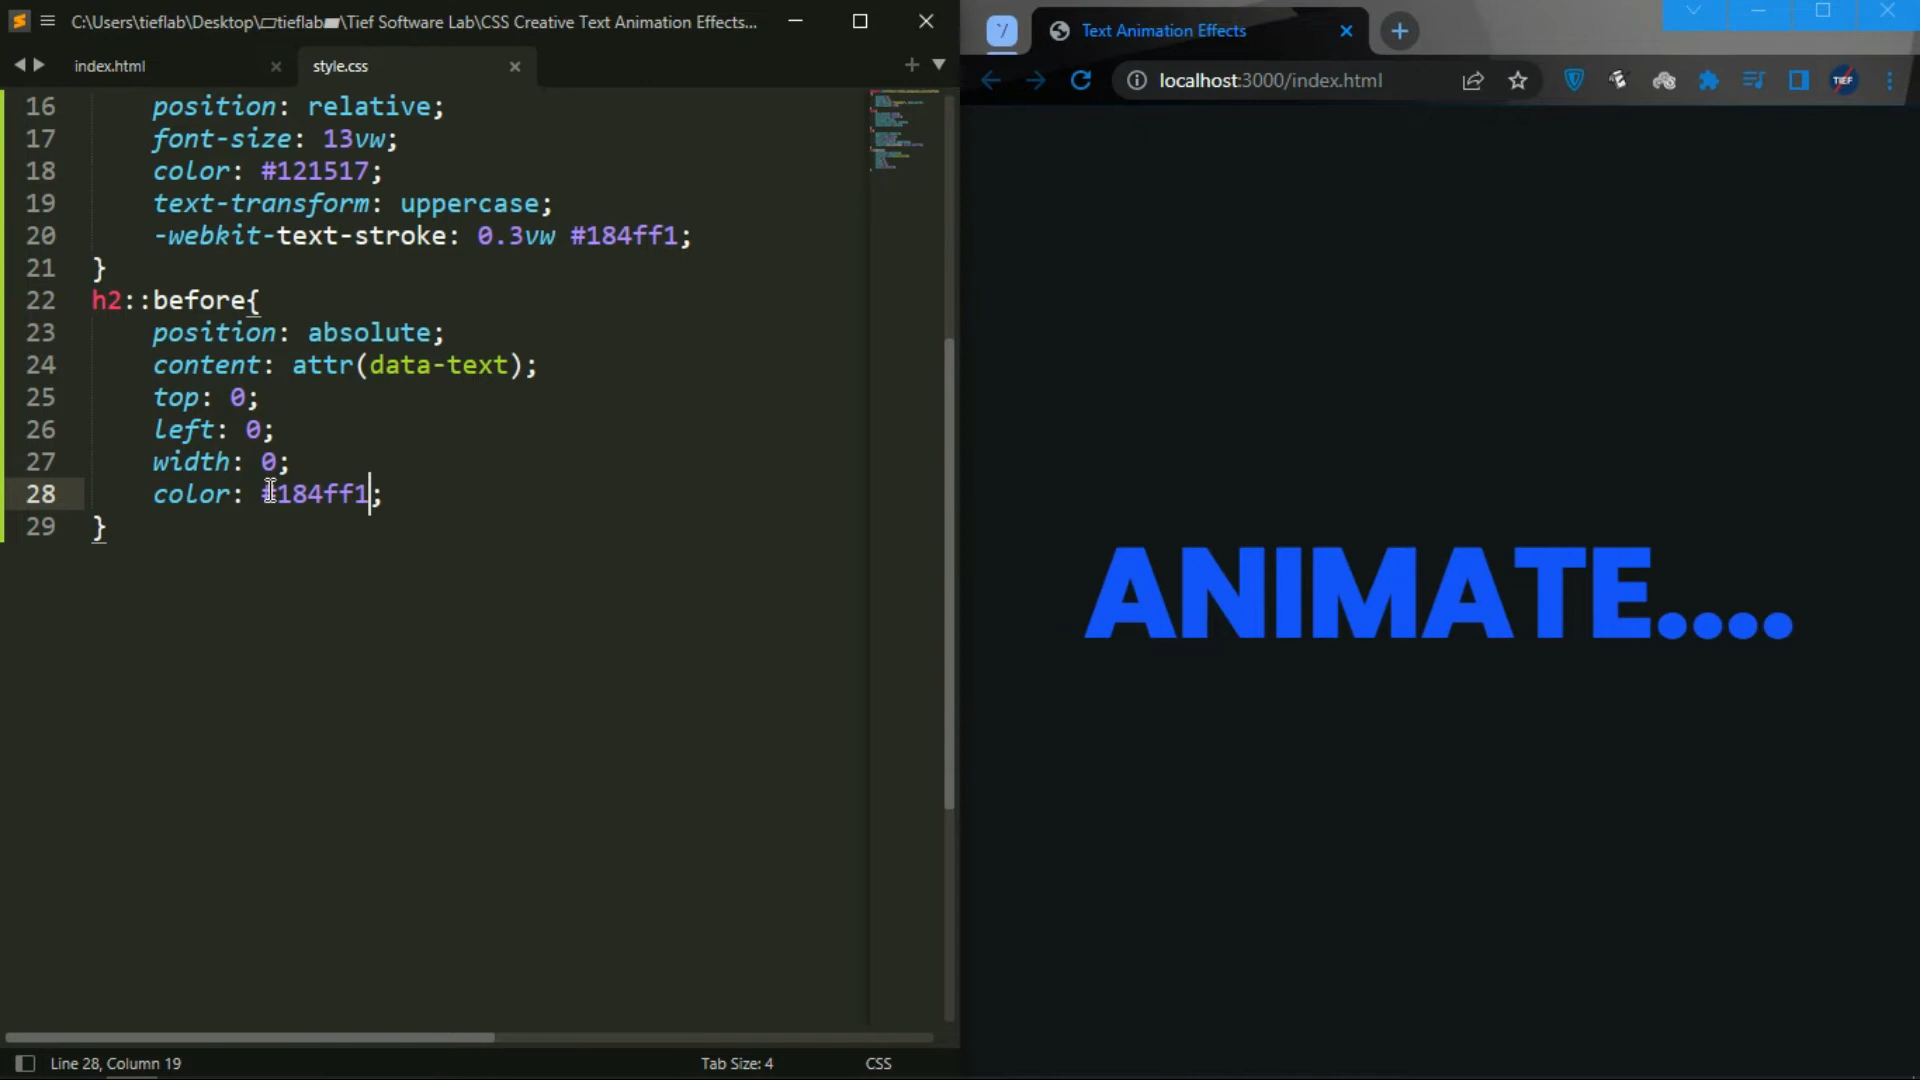 C:\Users\tieflab\Desktop\▭tieflab▰\Tief Software Lab\CSS Creative Text Animation Effects...
index.html
style.css
16 position: relative;
17 font-size: 13vw;
18 color: #121517;
19 text-transform: uppercase;
20 -webkit-text-stroke: 0.3vw #184ff1;
21 }
22 h2::before{
23 position: absolute;
24 content: attr(data-text);
25 top: 0;
26 left: 0;
27 width: 0;
28 color: #184ff1;
29 }
Line 28, Column 19
Tab Size: 4
CSS
Text Animation Effects
localhost:3000/index.html
TIEF
ANIMATE....